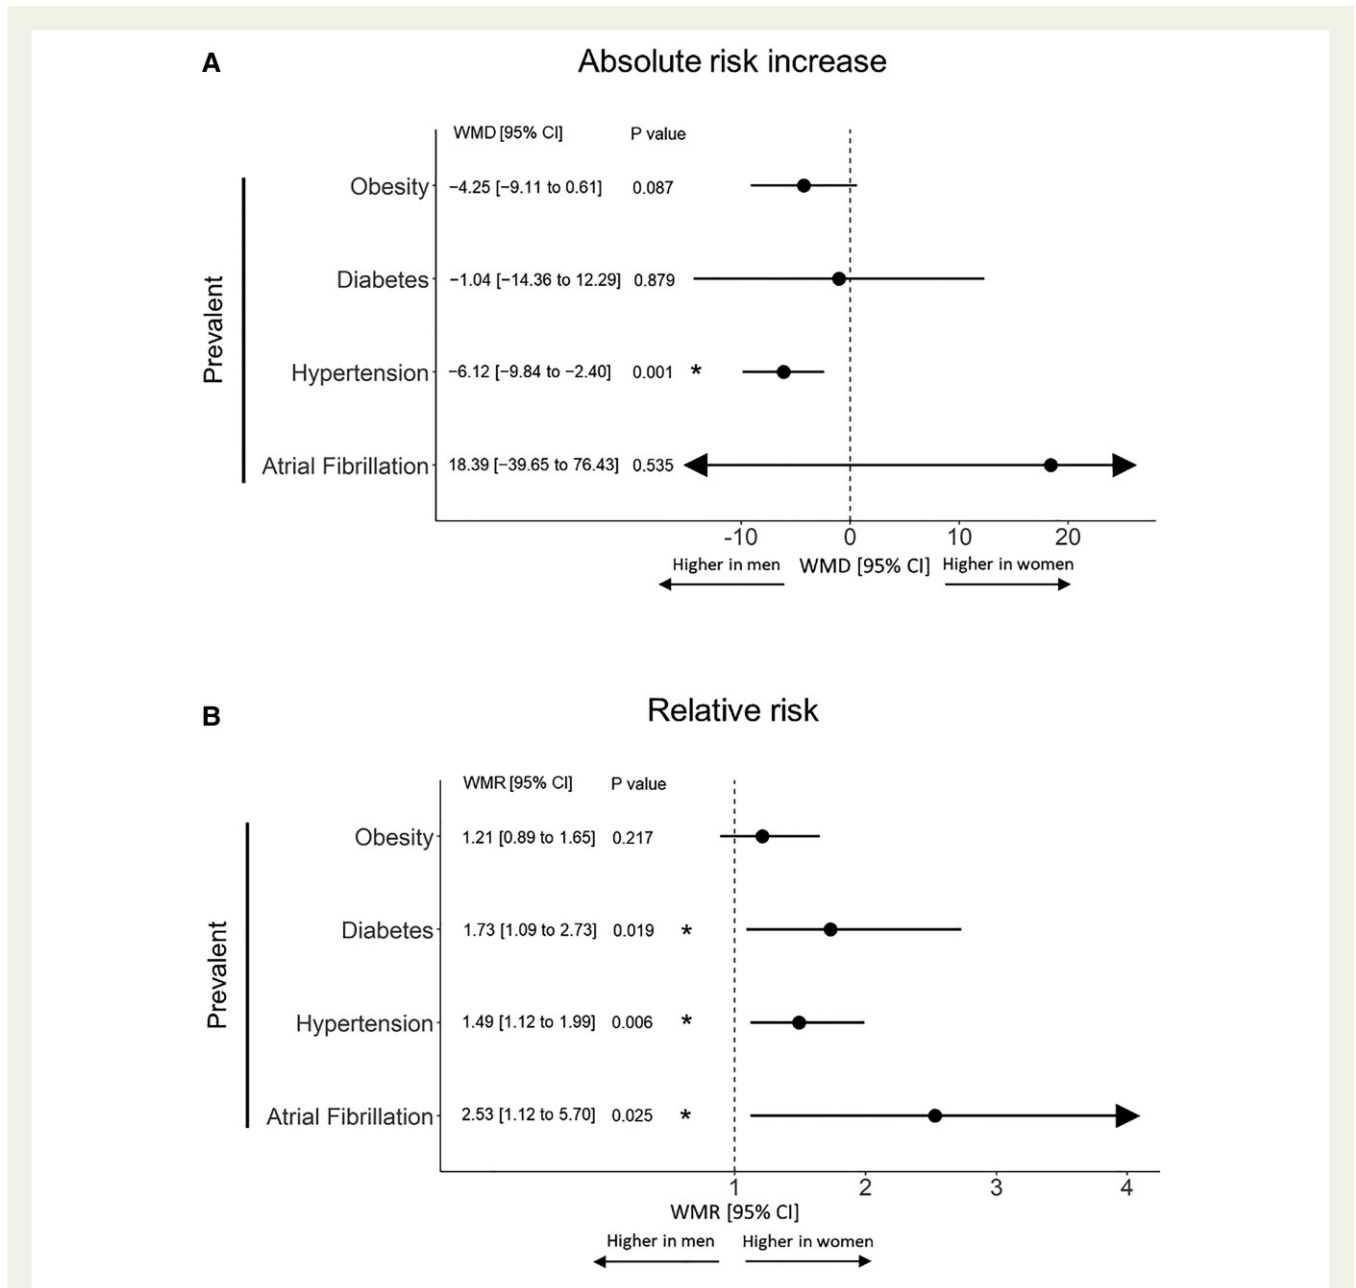 A
Absolute risk increase
WMD [95% CI] P value
Obesity −4.25 [−9.11 to 0.61] 0.087
Diabetes −1.04 [−14.36 to 12.29] 0.879
Hypertension −6.12 [−9.84 to −2.40] 0.001 *
Atrial Fibrillation 18.39 [−39.65 to 76.43] 0.535
Prevalent
-10 0 10 20
Higher in men WMD [95% CI] Higher in women
B
Relative risk
WMR [95% CI] P value
Obesity 1.21 [0.89 to 1.65] 0.217
Diabetes 1.73 [1.09 to 2.73] 0.019 *
Hypertension 1.49 [1.12 to 1.99] 0.006 *
Atrial Fibrillation 2.53 [1.12 to 5.70] 0.025 *
Prevalent
1 2 3 4
WMR [95% CI]
Higher in men Higher in women